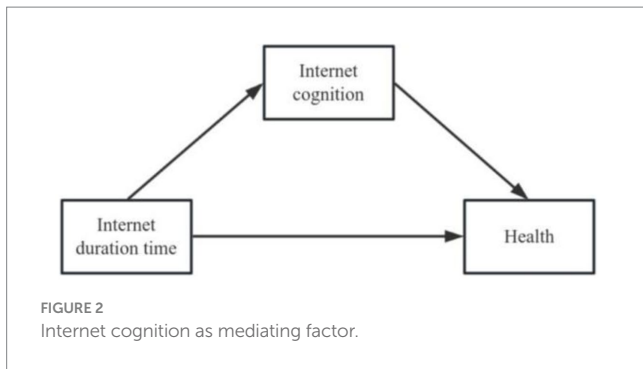 Internet
cognition
Internet
duration time
Health
FIGURE 2
Internet cognition as mediating factor.